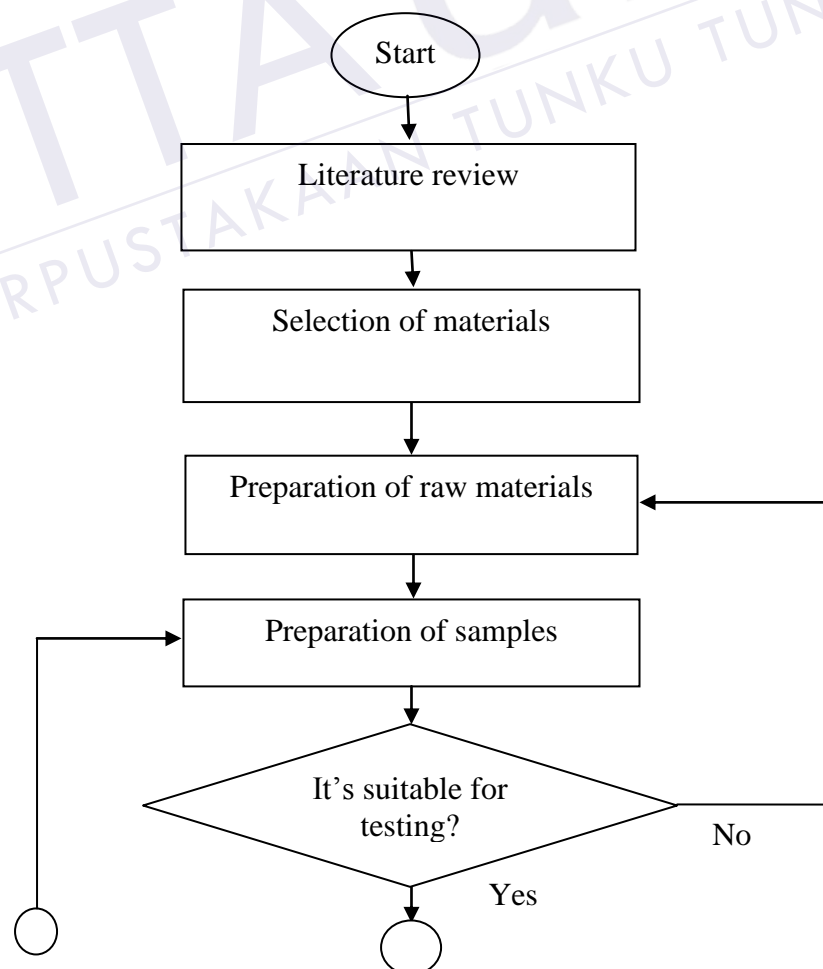 Start
Literature review
Selection of materials
Preparation of raw materials
Preparation of samples
It's suitable for
testing?
No
Yes